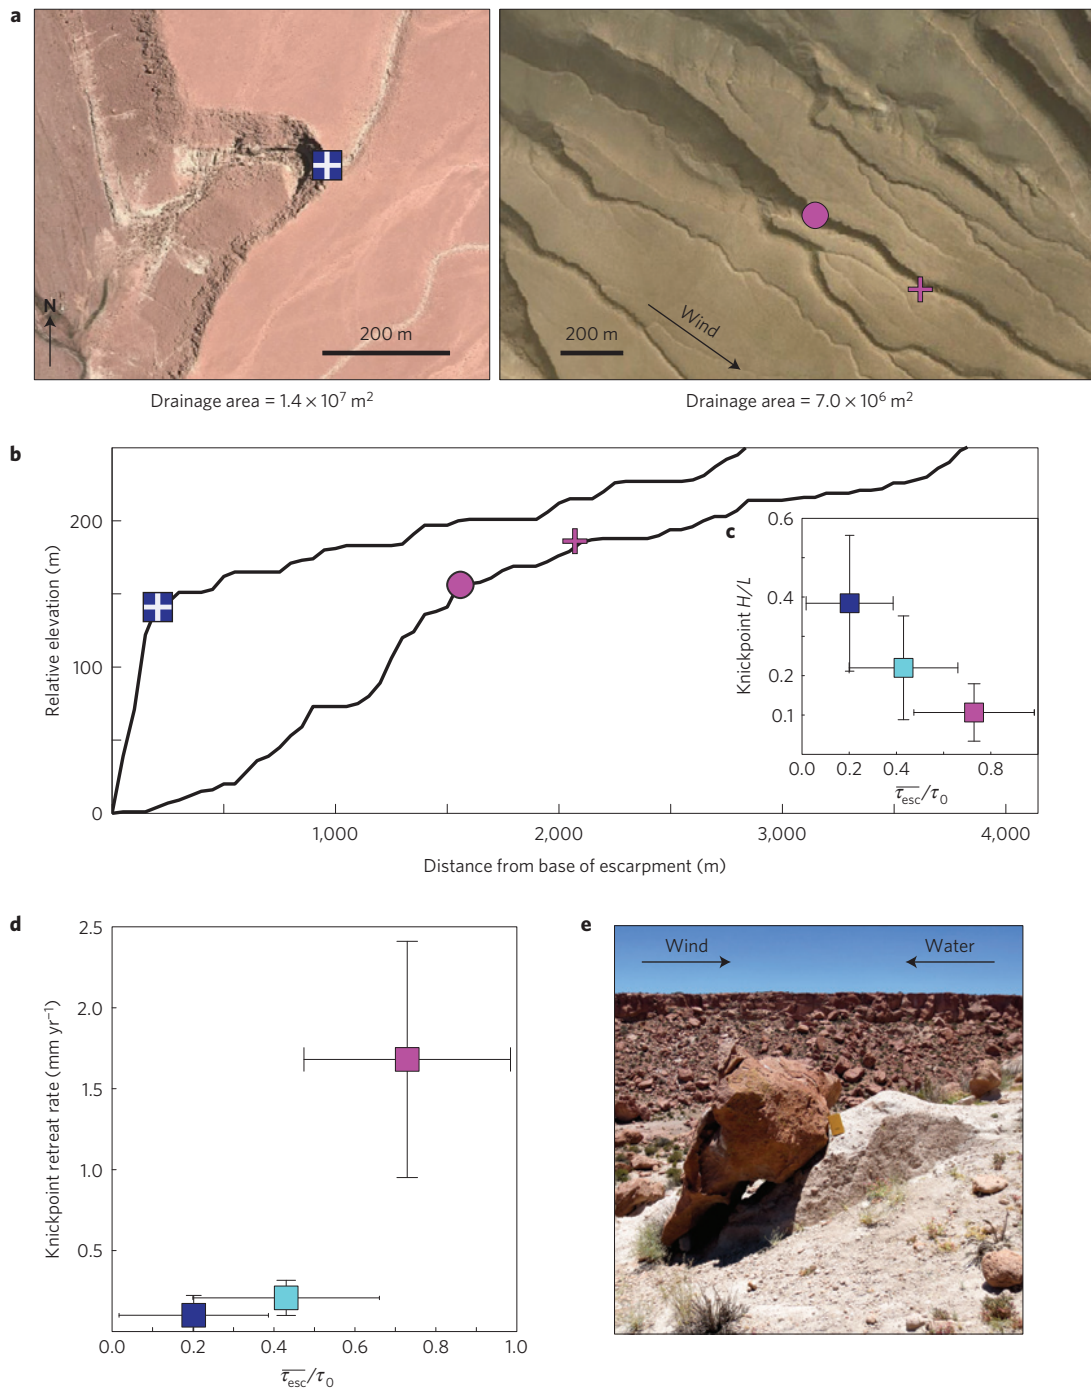 a
N
200 m
Wind
200 m
Drainage area = 1.4 × 10⁷ m²
Drainage area = 7.0 × 10⁶ m²
b
Relative elevation (m)
200
100
0
1,000
2,000
3,000
4,000
Distance from base of escarpment (m)
c
Knickpoint H/L
0.6
0.4
0.2
0.1
0.0
0.2
0.4
0.8
τesc/τ0
d
Knickpoint retreat rate (mm yr⁻¹)
2.5
2.0
1.5
1.0
0.5
0.0
0.2
0.4
0.6
0.8
1.0
τesc/τ0
e
Wind
Water